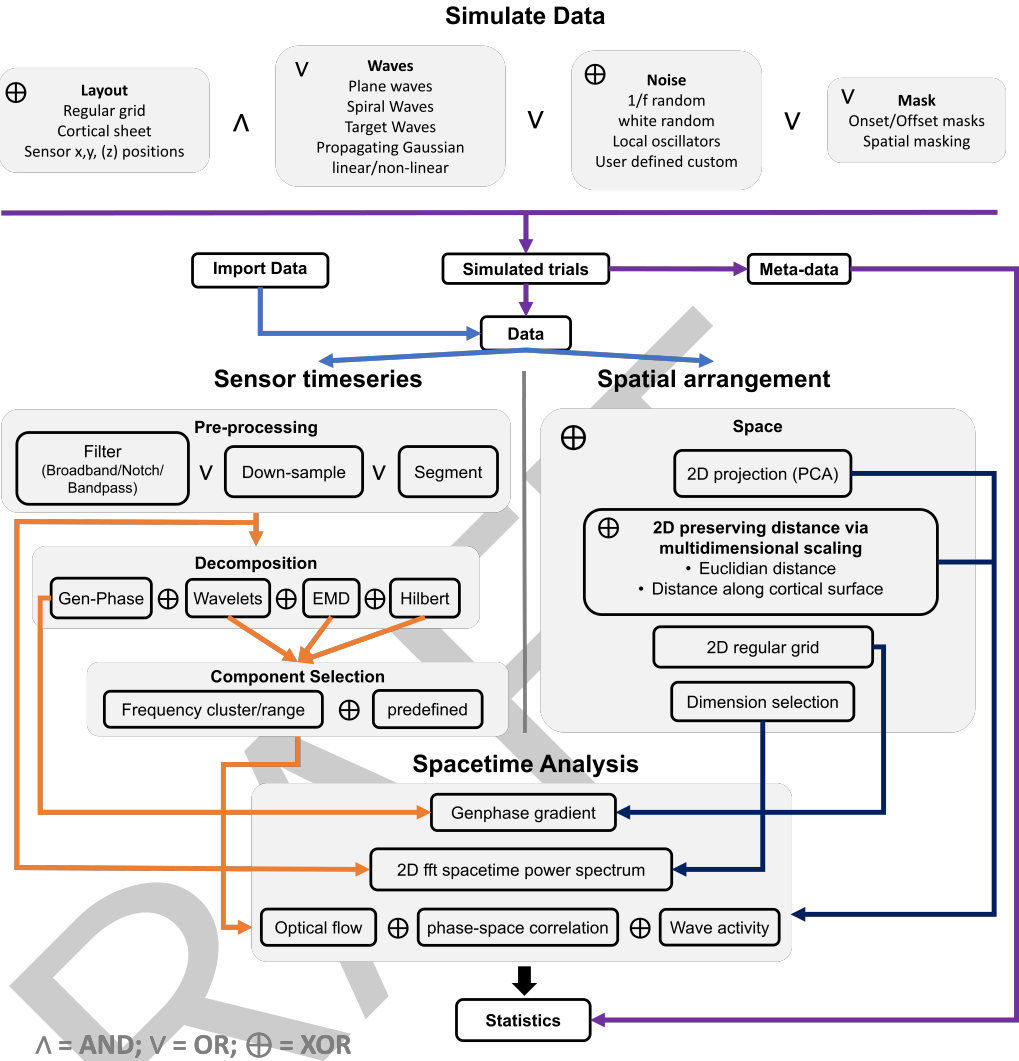 Simulate Data
⊕ Layout
Regular grid
Cortical sheet
Sensor x,y, (z) positions
∧
∨ Waves
Plane waves
Spiral Waves
Target Waves
Propagating Gaussian
linear/non-linear
∨
⊕ Noise
1/f random
white random
Local oscillators
User defined custom
∨
∨ Mask
Onset/Offset masks
Spatial masking
Import Data
Simulated trials
Meta-data
Data
Sensor timeseries
Spatial arrangement
Pre-processing
Filter
(Broadband/Notch/
Bandpass)
∨
Down-sample
∨
Segment
Decomposition
Gen-Phase ⊕ Wavelets ⊕ EMD ⊕ Hilbert
Component Selection
Frequency cluster/range ⊕ predefined
⊕ Space
2D projection (PCA)
⊕ 2D preserving distance via
multidimensional scaling
• Euclidian distance
• Distance along cortical surface
2D regular grid
Dimension selection
Spacetime Analysis
Genphase gradient
2D fft spacetime power spectrum
Optical flow ⊕ phase-space correlation ⊕ Wave activity
Statistics
∧ = AND; ∨ = OR; ⊕ = XOR